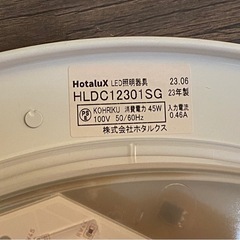 HotaluX LED照明器具 23.06
HLDC12301SG 23年製
PS E KOHRIKU 消費電力 45W 入力電流
100V 50/60Hz 0.46A
株式会社ホタルクス